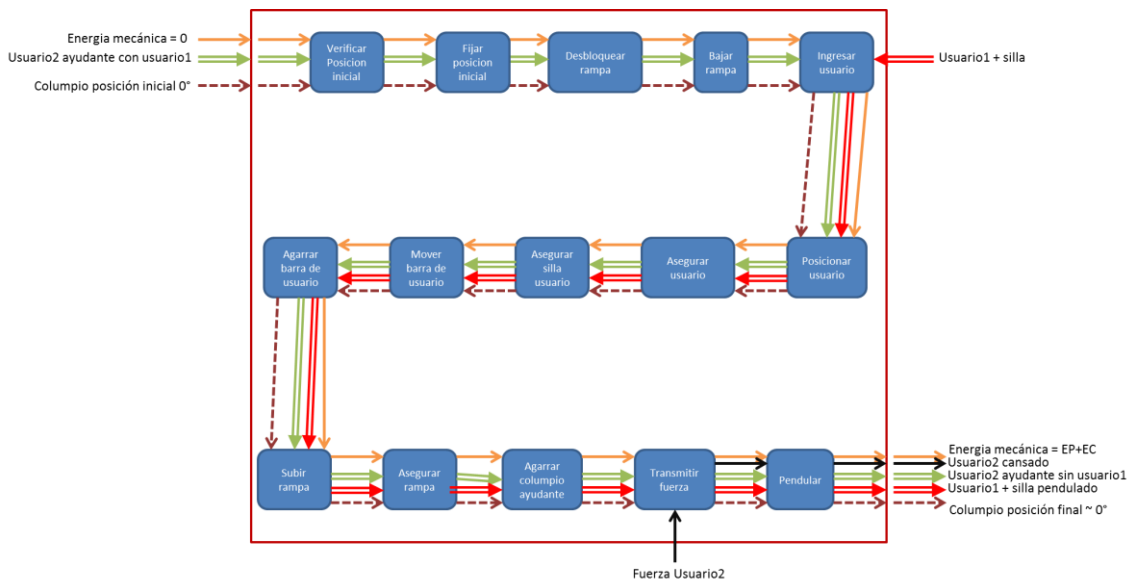 Energia mecánica = 0
Usuario2 ayudante con usuario1
Columpio posición inicial 0°
Verificar
Posicion
inicial
Fijar
posicion
inicial
Desbloquear
rampa
Bajar
rampa
Ingresar
usuario
Usuario1 + silla
Agarrar
barra de
usuario
Mover
barra de
usuario
Asegurar
silla
usuario
Asegurar
usuario
Posicionar
usuario
Subir
rampa
Asegurar
rampa
Agarrar
columpio
ayudante
Transmitir
fuerza
Pendular
Energia mecánica = EP+EC
Usuario2 cansado
Usuario2 ayudante sin usuario1
Usuario1 + silla pendulado
Columpio posición final ~ 0°
Fuerza Usuario2